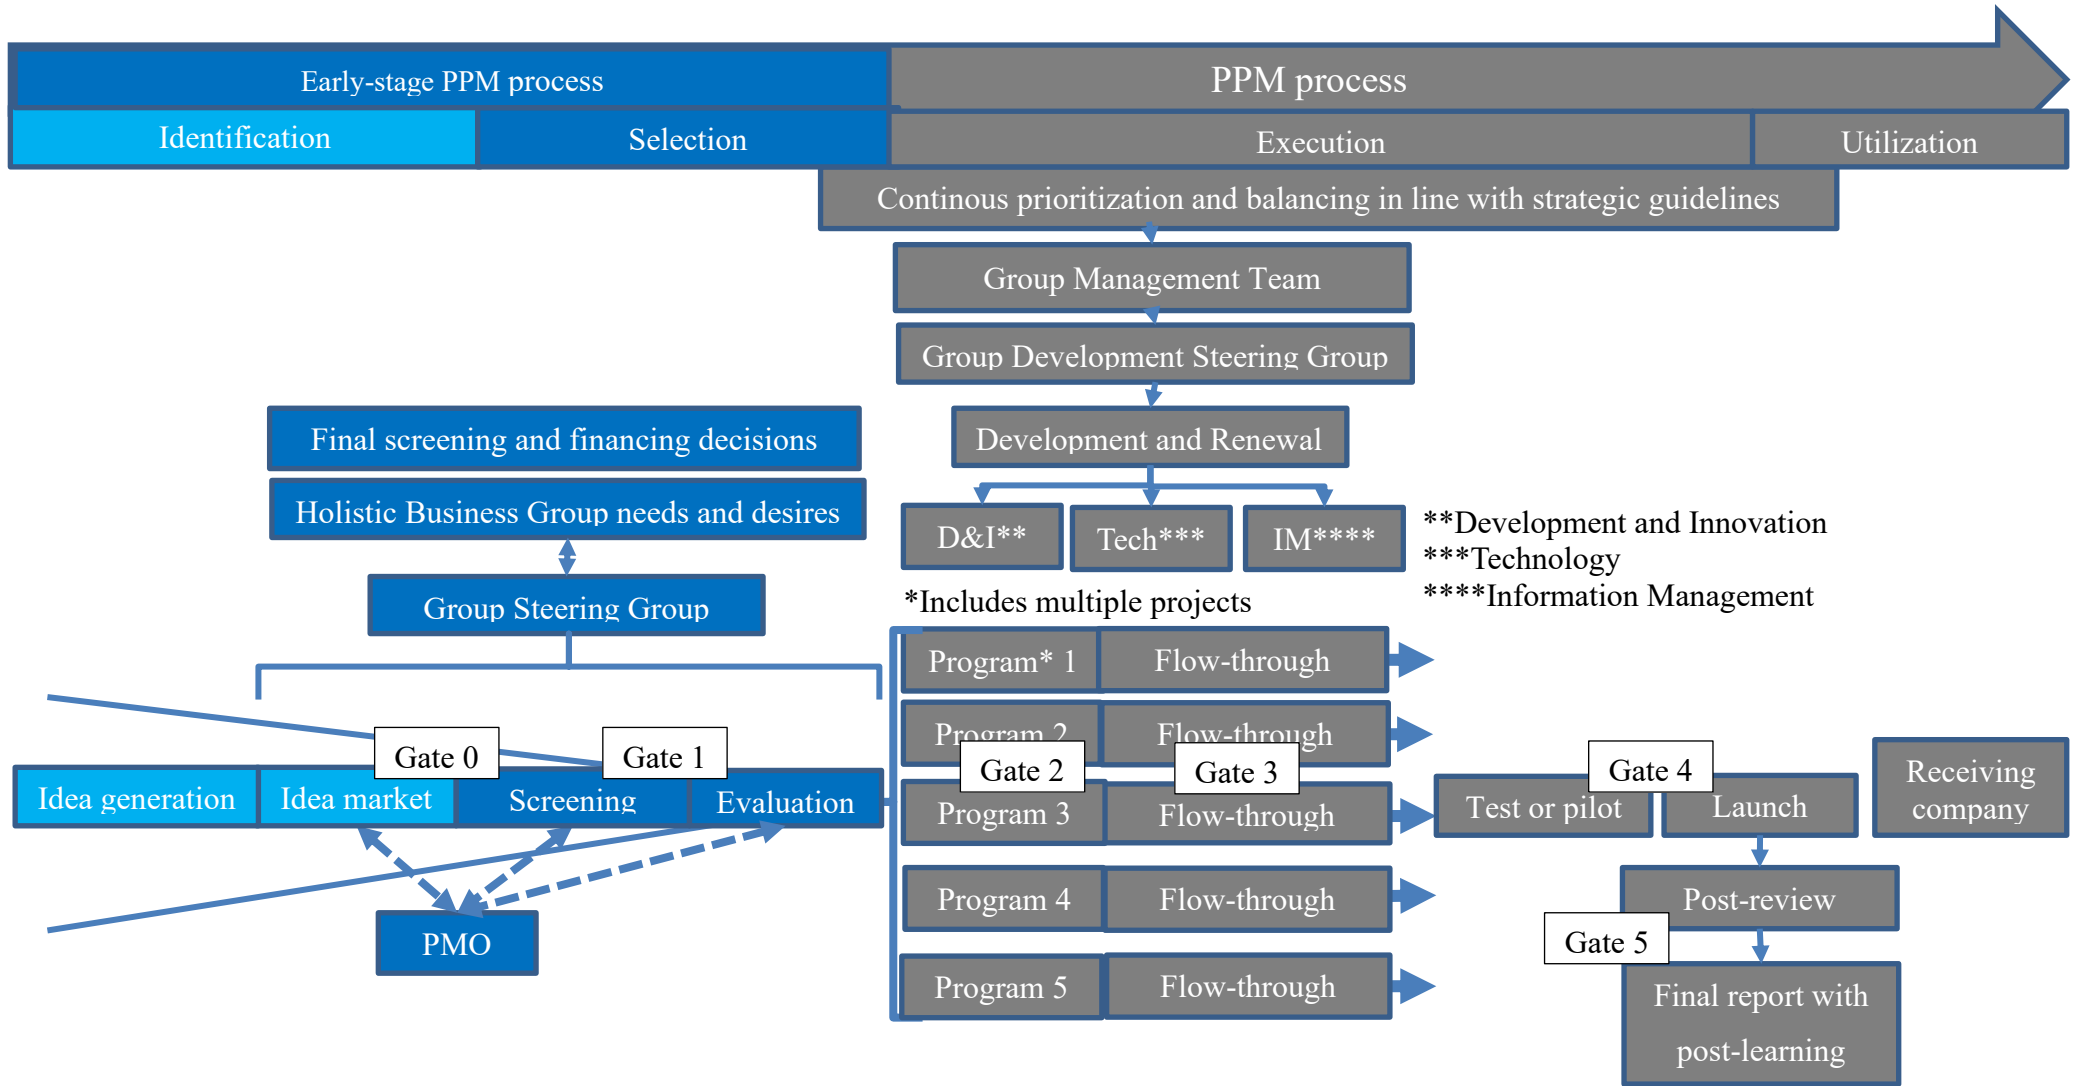 Early-stage PPM process
PPM process
Identification
Selection
Execution
Utilization
Continous prioritization and balancing in line with strategic guidelines
Group Management Team
Group Development Steering Group
Final screening and financing decisions
Development and Renewal
Holistic Business Group needs and desires
D&I**
Tech***
IM****
**Development and Innovation
***Technology
****Information Management
Group Steering Group
*Includes multiple projects
Program* 1
Flow-through
Program 2
Flow-through
Gate 0
Gate 1
Gate 2
Gate 3
Gate 4
Idea generation
Idea market
Screening
Evaluation
Program 3
Flow-through
Test or pilot
Launch
Receiving
company
Program 4
Flow-through
Post-review
PMO
Gate 5
Program 5
Flow-through
Final report with
post-learning